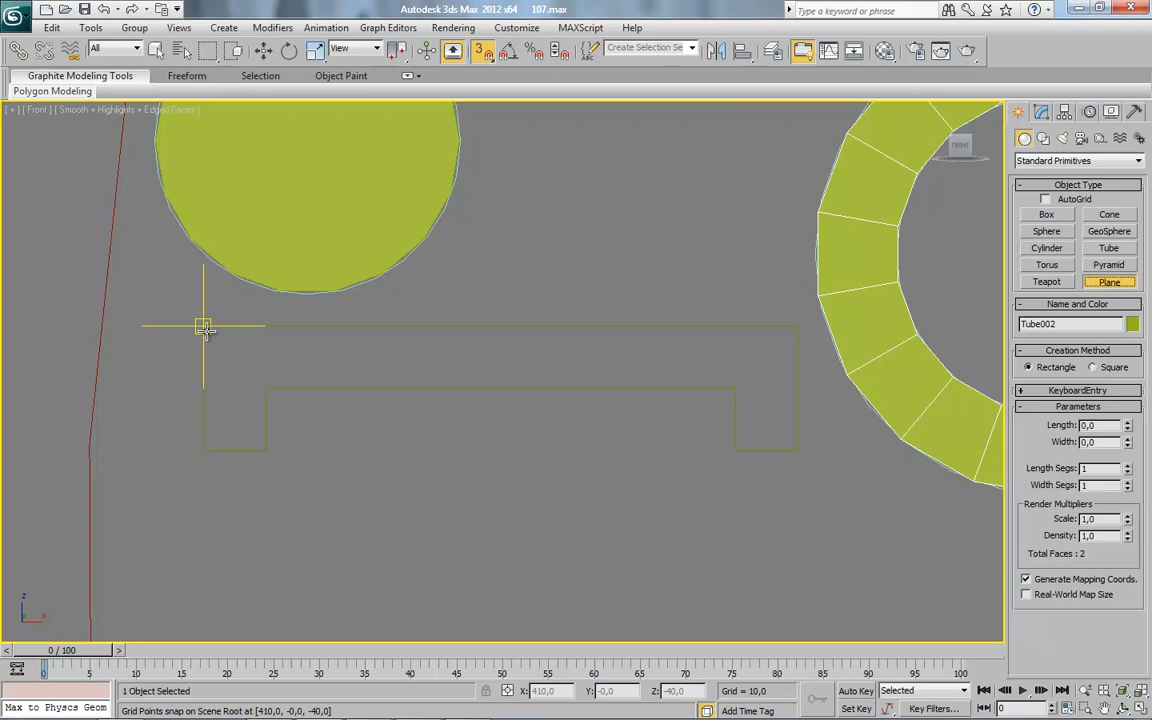 Autodesk 3ds Max 2012 x64 107.max
Type a keyword or phrase
Edit Tools Group Views Create Modifiers Animation Graph Editors Rendering Customize MAXScript Help
All View 3 Create Selection Se
Graphite Modeling Tools Freeform Selection Object Paint
Polygon Modeling
[ + ] [ Front ] [ Smooth + Highlights + Edged Faces ]
FRONT
Standard Primitives
- Object Type
AutoGrid
Box Cone
Sphere GeoSphere
Cylinder Tube
Torus Pyramid
Teapot Plane
- Name and Color
Tube002
- Creation Method
Rectangle Square
+ KeyboardEntry
- Parameters
Length: 0,0
Width: 0,0
Length Segs: 1
Width Segs: 1
Render Multipliers
Scale: 1,0
Density: 1,0
Total Faces : 2
Generate Mapping Coords.
Real-World Map Size
z
x
< 0 / 100 >
0 5 10 15 20 25 30 35 40 45 50 55 60 65 70 75 80 85 90 95 100
1 Object Selected X: 410,0 Y: -0,0 Z: -40,0 Grid = 10,0 Auto Key Selected
Max to Physcs Geom Grid Points snap on Scene Root at [410,0, -0,0, -40,0] Add Time Tag Set Key Key Filters... 0